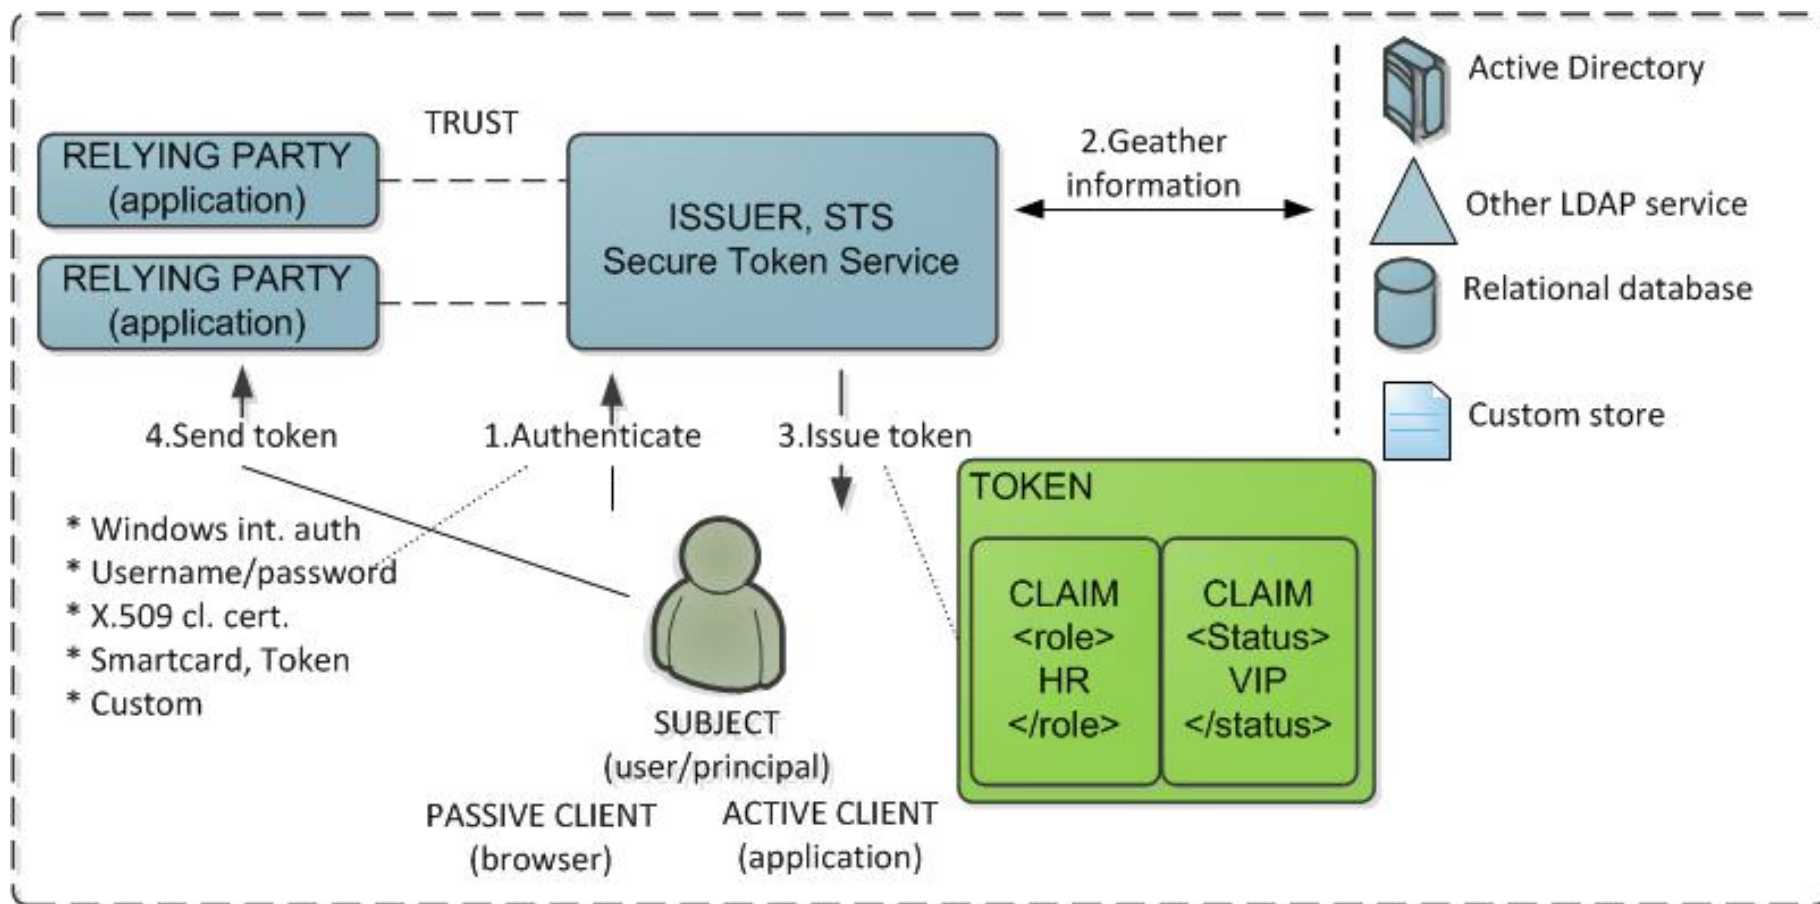 TRUST
RELYING PARTY
(application)
RELYING PARTY
(application)
ISSUER, STS
Secure Token Service
2.Geather
information
Active Directory
Other LDAP service
Relational database
Custom store
4.Send token
1.Authenticate
3.Issue token
* Windows int. auth
* Username/password
* X.509 cl. cert.
* Smartcard, Token
* Custom
SUBJECT
(user/principal)
PASSIVE CLIENT
(browser)
ACTIVE CLIENT
(application)
TOKEN
CLAIM
<role>
HR
</role>
CLAIM
<Status>
VIP
</status>